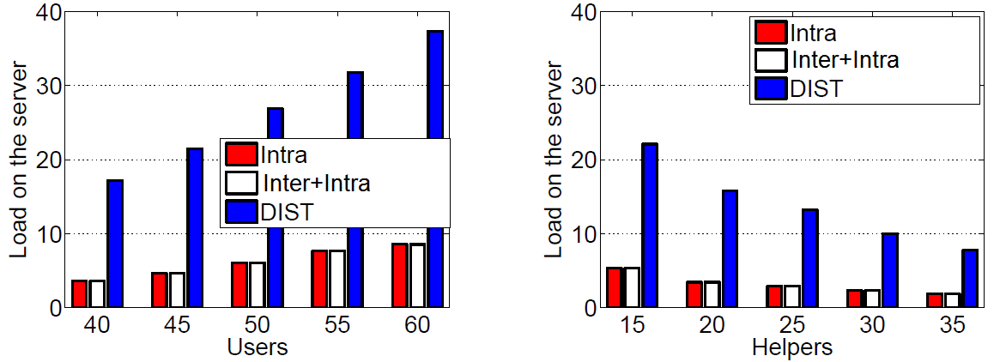 Load on the server
40
30
20
10
0
Intra
Inter+Intra
DIST
40 45 50 55 60
Users
Load on the server
40
30
20
10
0
Intra
Inter+Intra
DIST
15 20 25 30 35
Helpers